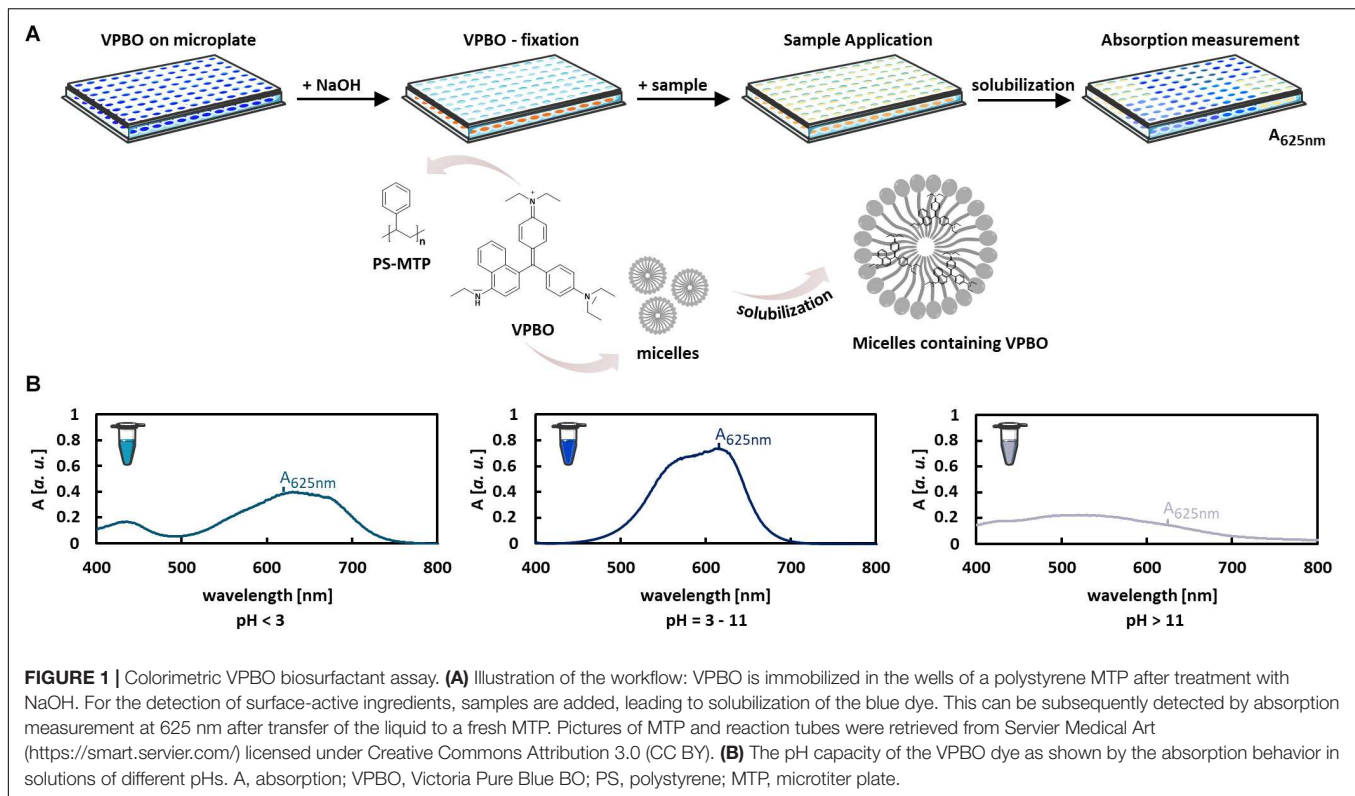 A
VPBO on microplate
VPBO - fixation
Sample Application
Absorption measurement
+ NaOH
+ sample
solubilization
A625nm
n
PS-MTP
+
N
N
H
N
VPBO
micelles
solubilization
Micelles containing VPBO
B
A [a. u.]
1
0.8
0.6
0.4
0.2
0
A625nm
400 500 600 700 800
wavelength [nm]
pH < 3
A [a. u.]
1
0.8
0.6
0.4
0.2
0
A625nm
400 500 600 700 800
wavelength [nm]
pH = 3 - 11
A [a. u.]
1
0.8
0.6
0.4
0.2
0
A625nm
400 500 600 700 800
wavelength [nm]
pH > 11
FIGURE 1 | Colorimetric VPBO biosurfactant assay. (A) Illustration of the workflow: VPBO is immobilized in the wells of a polystyrene MTP after treatment with
NaOH. For the detection of surface-active ingredients, samples are added, leading to solubilization of the blue dye. This can be subsequently detected by absorption
measurement at 625 nm after transfer of the liquid to a fresh MTP. Pictures of MTP and reaction tubes were retrieved from Servier Medical Art
(https://smart.servier.com/) licensed under Creative Commons Attribution 3.0 (CC BY). (B) The pH capacity of the VPBO dye as shown by the absorption behavior in
solutions of different pHs. A, absorption; VPBO, Victoria Pure Blue BO; PS, polystyrene; MTP, microtiter plate.